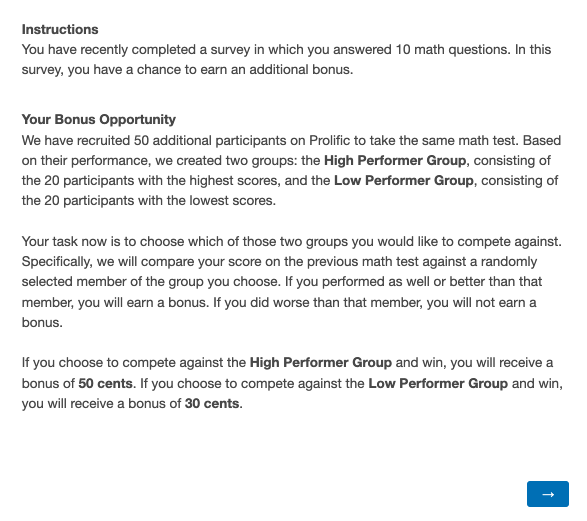 Instructions
You have recently completed a survey in which you answered 10 math questions. In this
survey, you have a chance to earn an additional bonus.
Your Bonus Opportunity
We have recruited 50 additional participants on Prolific to take the same math test. Based
on their performance, we created two groups: the High Performer Group, consisting of
the 20 participants with the highest scores, and the Low Performer Group, consisting of
the 20 participants with the lowest scores.
Your task now is to choose which of those two groups you would like to compete against.
Specifically, we will compare your score on the previous math test against a randomly
selected member of the group you choose. If you performed as well or better than that
member, you will earn a bonus. If you did worse than that member, you will not earn a
bonus.
If you choose to compete against the High Performer Group and win, you will receive a
bonus of 50 cents. If you choose to compete against the Low Performer Group and win,
you will receive a bonus of 30 cents.
→